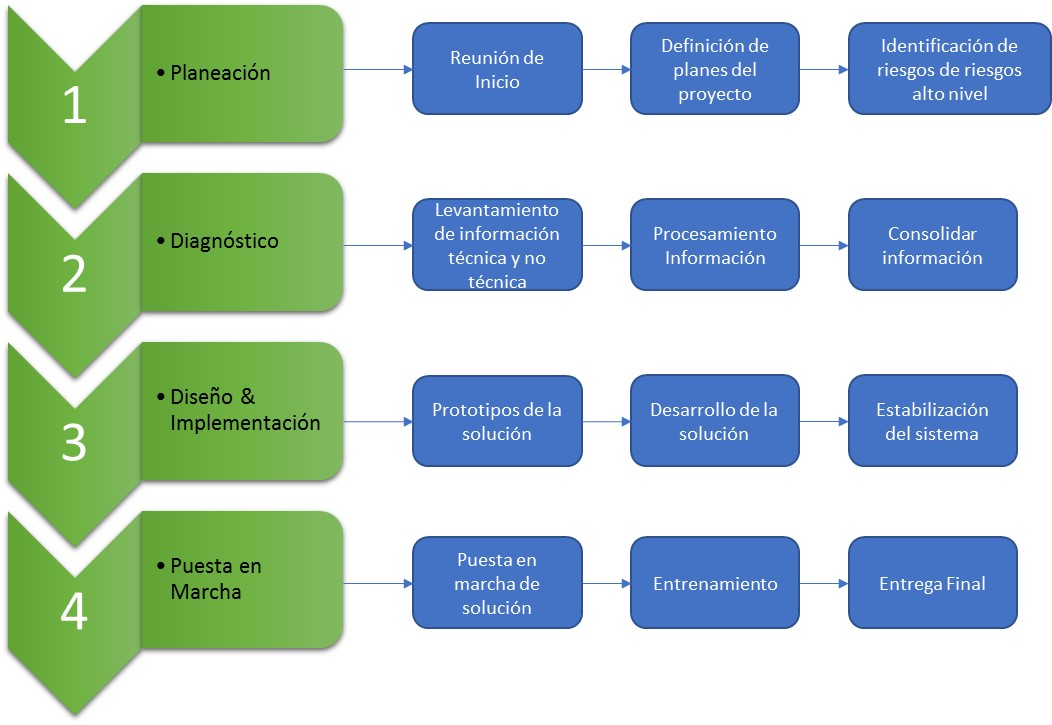 1
• Planeación
Reunión de
Inicio
Definición de
planes del
proyecto
Identificación de
riesgos de riesgos
alto nivel
2
• Diagnóstico
Levantamiento
de información
técnica y no
técnica
Procesamiento
Información
Consolidar
información
3
• Diseño &
Implementación
Prototipos de la
solución
Desarrollo de la
solución
Estabilización
del sistema
4
• Puesta en
Marcha
Puesta en
marcha de
solución
Entrenamiento
Entrega Final